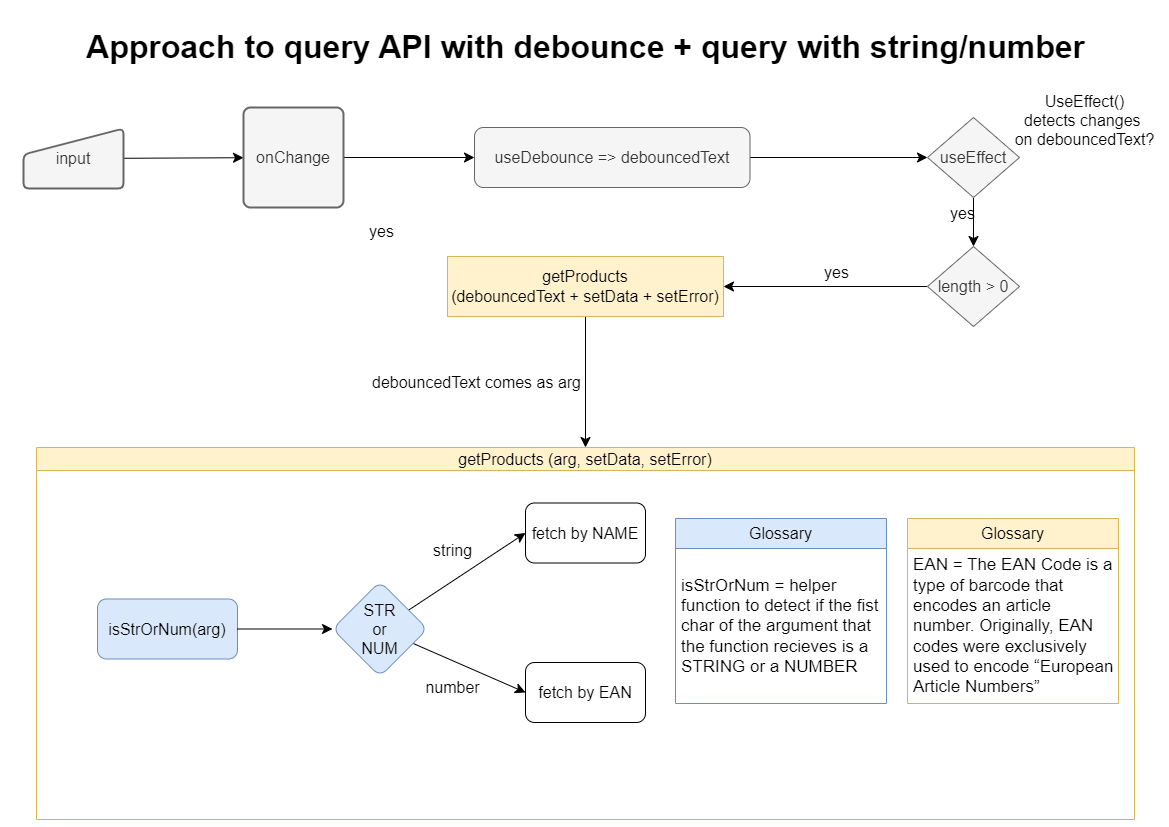 Approach to query API with debounce + query with string/number
input
onChange
useDebounce => debouncedText
useEffect
UseEffect()
detects changes
on debouncedText?
yes
yes
length > 0
yes
getProducts
(debouncedText + setData + setError)
debouncedText comes as arg
getProducts (arg, setData, setError)
isStrOrNum(arg)
STR
or
NUM
string
number
fetch by NAME
fetch by EAN
Glossary
isStrOrNum = helper
function to detect if the fist
char of the argument that
the function recieves is a
STRING or a NUMBER
Glossary
EAN = The EAN Code is a
type of barcode that
encodes an article
number. Originally, EAN
codes were exclusively
used to encode “European
Article Numbers”